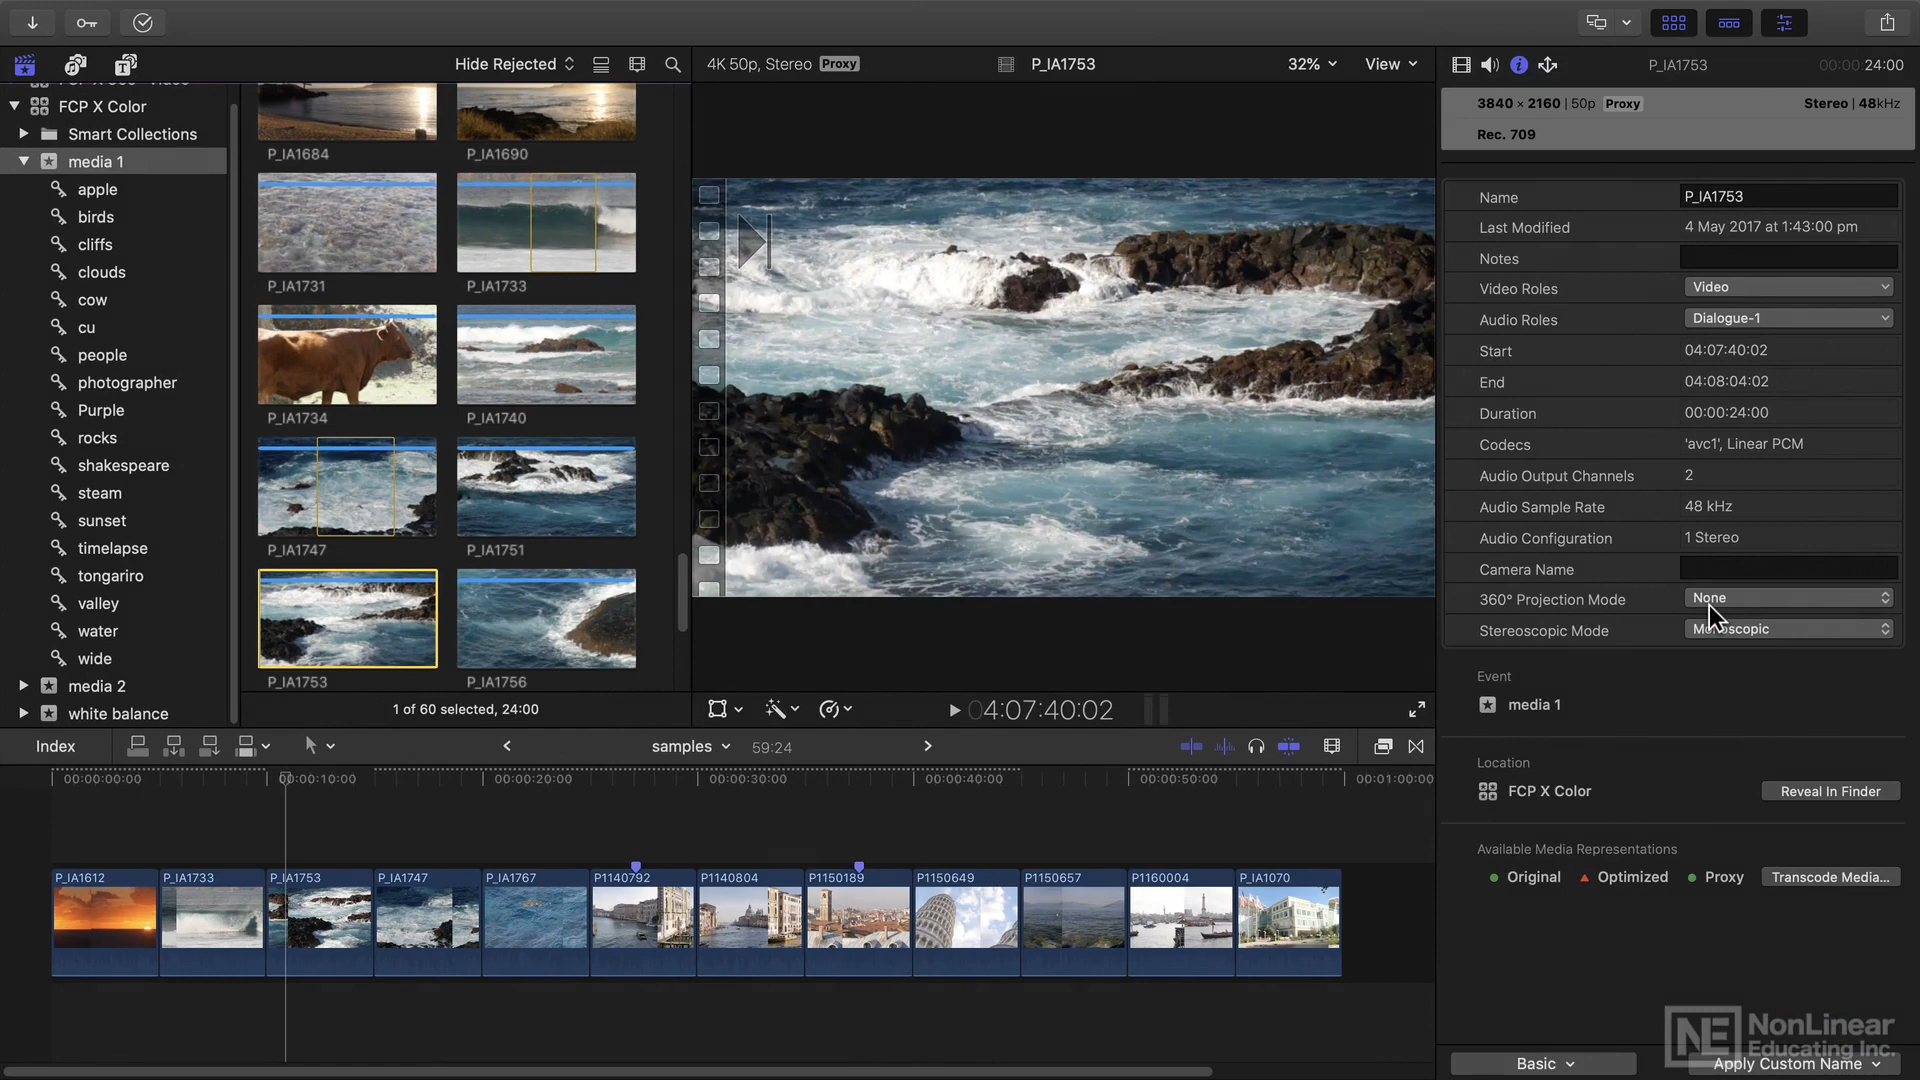 Hide Rejected
4K 50p, Stereo Proxy
P_IA1753
32%
View
P_IA1753
00:00:24:00
FCP X Color
Smart Collections
media 1
apple
birds
cliffs
clouds
cow
cu
people
photographer
Purple
rocks
shakespeare
steam
sunset
timelapse
tongariro
valley
water
wide
media 2
white balance
P_IA1684
P_IA1690
P_IA1731
P_IA1733
P_IA1734
P_IA1740
P_IA1747
P_IA1751
P_IA1753
P_IA1756
1 of 60 selected, 24:00
04:07:40:02
3840 × 2160 | 50p Proxy
Stereo | 48kHz
Rec. 709
Name P_IA1753
Last Modified 4 May 2017 at 1:43:00 pm
Notes
Video Roles Video
Audio Roles Dialogue-1
Start 04:07:40:02
End 04:08:04:02
Duration 00:00:24:00
Codecs 'avc1', Linear PCM
Audio Output Channels 2
Audio Sample Rate 48 kHz
Audio Configuration 1 Stereo
Camera Name
360° Projection Mode None
Stereoscopic Mode Monoscopic
Event
media 1
Location
FCP X Color
Reveal In Finder
Available Media Representations
Original Optimized Proxy
Transcode Media...
Basic
Apply Custom Name
Index
samples
59:24
00:00:00:00
00:00:10:00
00:00:20:00
00:00:30:00
00:00:40:00
00:00:50:00
00:01:00:00
P_IA1612
P_IA1733
P_IA1753
P_IA1747
P_IA1767
P1140792
P1140804
P1150189
P1150649
P1150657
P1160004
P_IA1070
NE NonLinear
Educating Inc.